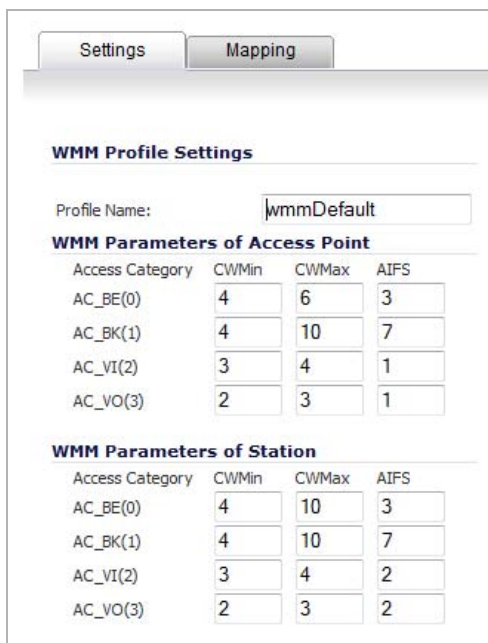 Settings Mapping
WMM Profile Settings
Profile Name: wmmDefault
WMM Parameters of Access Point
Access Category CWMin CWMax AIFS
AC_BE(0) 4 6 3
AC_BK(1) 4 10 7
AC_VI(2) 3 4 1
AC_VO(3) 2 3 1
WMM Parameters of Station
Access Category CWMin CWMax AIFS
AC_BE(0) 4 10 3
AC_BK(1) 4 10 7
AC_VI(2) 3 4 2
AC_VO(3) 2 3 2